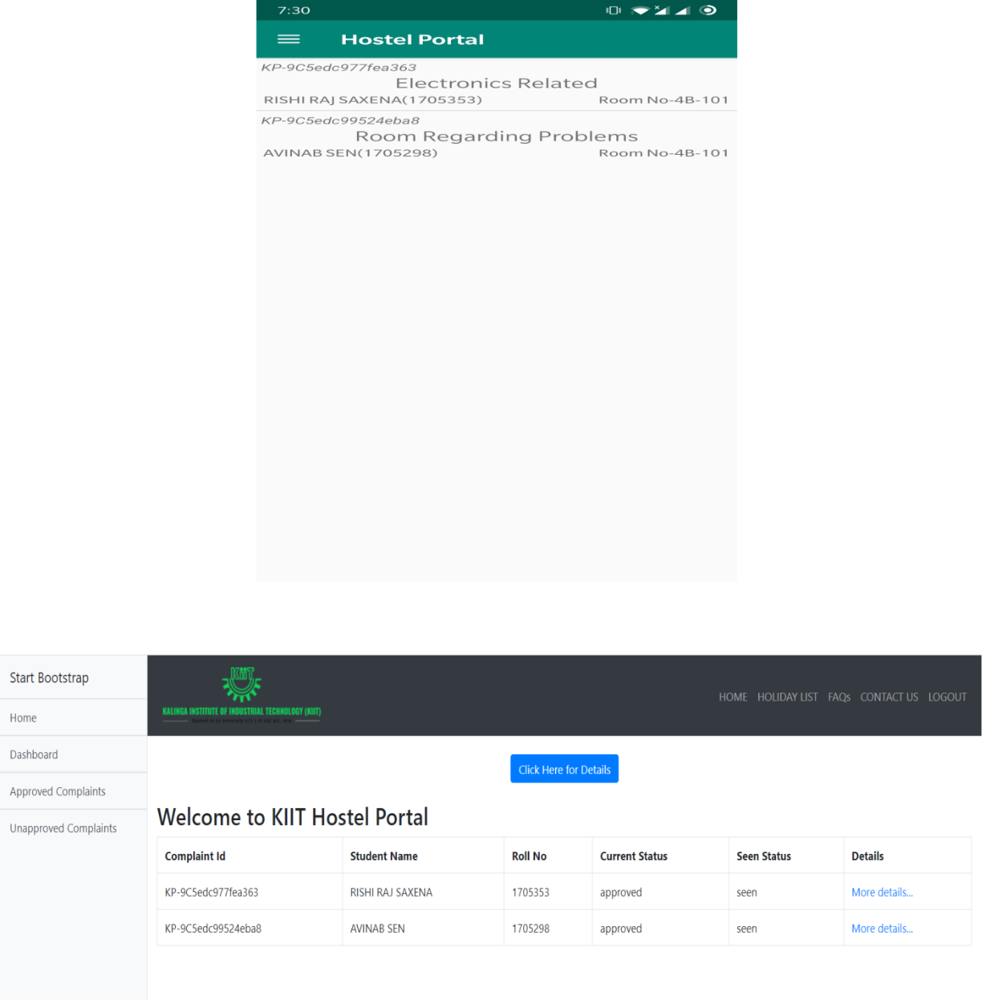 7:30
Hostel Portal
KP-9C5edc977fea363
Electronics Related
RISHI RAJ SAXENA(1705353) Room No-4B-101
KP-9C5edc99524eba8
Room Regarding Problems
AVINAB SEN(1705298) Room No-4B-101
Start Bootstrap
Home
Dashboard
Approved Complaints
Unapproved Complaints
KIIT
KALINGA INSTITUTE OF INDUSTRIAL TECHNOLOGY (KIIT)
HOME HOLIDAY LIST FAQs CONTACT US LOGOUT
Click Here for Details
Welcome to KIIT Hostel Portal
Complaint Id Student Name Roll No Current Status Seen Status Details
KP-9C5edc977fea363 RISHI RAJ SAXENA 1705353 approved seen More details...
KP-9C5edc99524eba8 AVINAB SEN 1705298 approved seen More details...